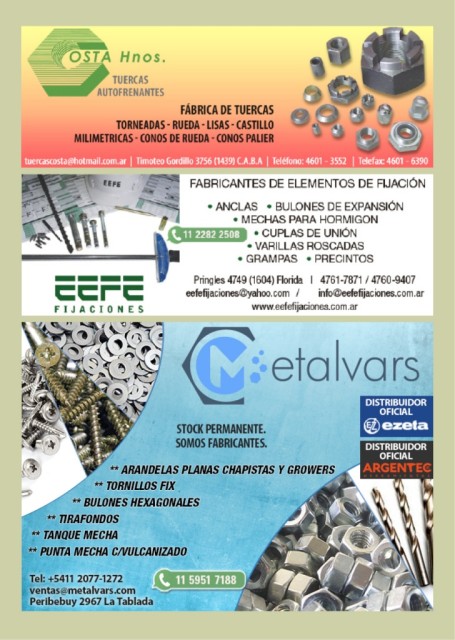 COSTA Hnos.
TUERCAS
AUTOFRENANTES
FÁBRICA DE TUERCAS
TORNEADAS - RUEDA - LISAS - CASTILLO
MILIMETRICAS - CONOS DE RUEDA - CONOS PALIER
tuercascosta@hotmail.com.ar | Timoteo Gordillo 3756 (1439) C.A.B.A | Teléfono: 4601 - 3552 | Telefax: 4601 - 6390
EEFE
FABRICANTES DE ELEMENTOS DE FIJACIÓN
• ANCLAS • BULONES DE EXPANSIÓN
• MECHAS PARA HORMIGON
11 2282 2508
• CUPLAS DE UNIÓN
• VARILLAS ROSCADAS
• GRAMPAS • PRECINTOS
EEFE
FIJACIONES
Pringles 4749 (1604) Florida | 4761-7871 / 4760-9407
eefefijaciones@yahoo.com / info@eefefijaciones.com.ar
www.eefefijacionea.com.ar
Metalvars
STOCK PERMANENTE.
SOMOS FABRICANTES.
DISTRIBUIDOR
OFICIAL
EZ ezeta
DISTRIBUIDOR
OFICIAL
ARGENTEC
HERRAMIENTAS
** ARANDELAS PLANAS CHAPISTAS Y GROWERS
** TORNILLOS FIX
** BULONES HEXAGONALES
** TIRAFONDOS
** TANQUE MECHA
** PUNTA MECHA C/VULCANIZADO
Tel: +5411 2077-1272
ventas@metalvars.com
Peribebuy 2967 La Tablada
11 5951 7188